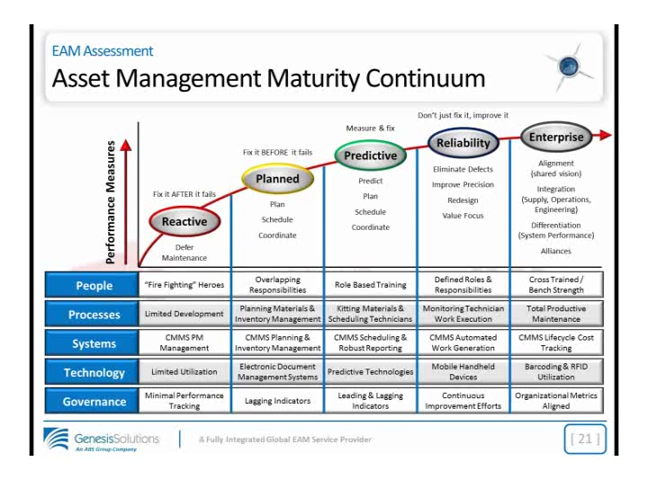 EAM Assessment
Asset Management Maturity Continuum
Performance Measures
Fix it AFTER it fails
Reactive
Defer
Maintenance
Fix it BEFORE it fails
Planned
Plan
Schedule
Coordinate
Measure & fix
Predictive
Predict
Plan
Schedule
Coordinate
Don't just fix it, improve it
Reliability
Eliminate Defects
Improve Precision
Redesign
Value Focus
Enterprise
Alignment
(shared vision)
Integration
(Supply, Operations,
Engineering)
Differentiation
(System Performance)
Alliances
People
"Fire Fighting" Heroes
Overlapping
Responsibilities
Role Based Training
Defined Roles &
Responsibilities
Cross Trained /
Bench Strength
Processes
Limited Development
Planning Materials &
Inventory Management
Kitting Materials &
Scheduling Technicians
Monitoring Technician
Work Execution
Total Productive
Maintenance
Systems
CMMS PM
Management
CMMS Planning &
Inventory Management
CMMS Scheduling &
Robust Reporting
CMMS Automated
Work Generation
CMMS Lifecycle Cost
Tracking
Technology
Limited Utilization
Electronic Document
Management Systems
Predictive Technologies
Mobile Handheld
Devices
Barcoding & RFID
Utilization
Governance
Minimal Performance
Tracking
Lagging Indicators
Leading & Lagging
Indicators
Continuous
Improvement Efforts
Organizational Metrics
Aligned
GenesisSolutions
An ABS Group Company
A Fully Integrated Global EAM Service Provider
[ 21 ]